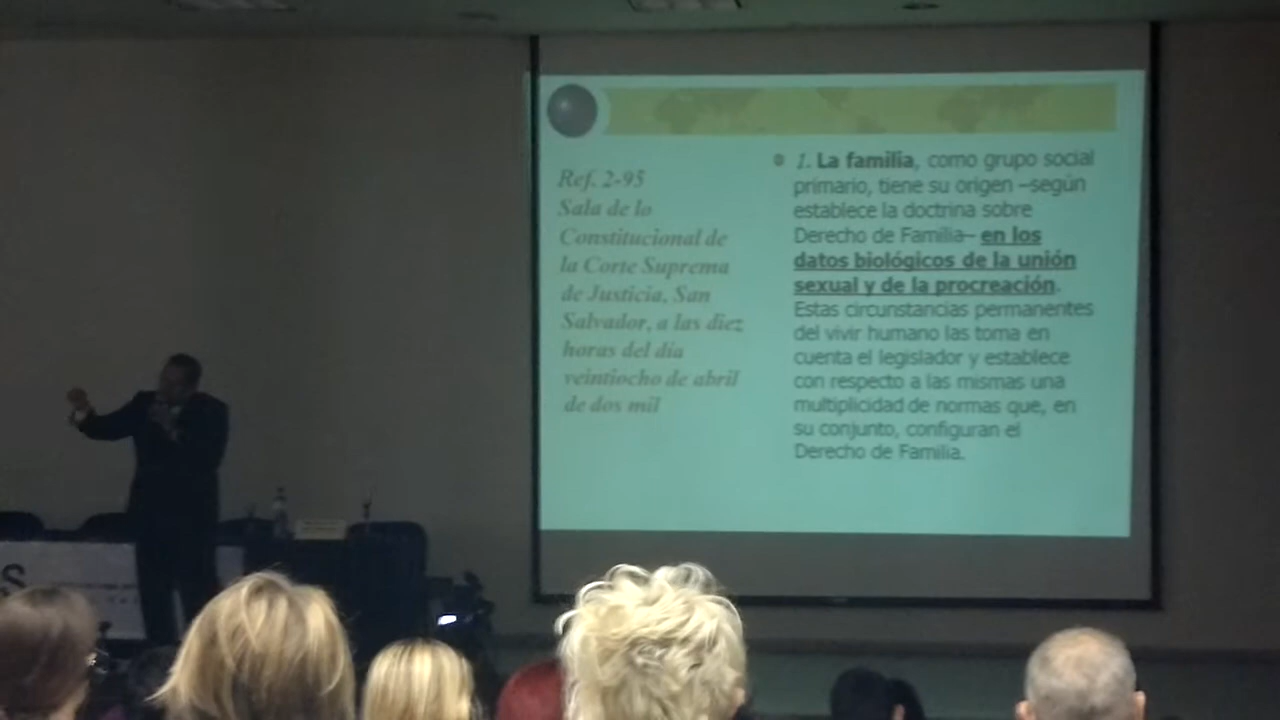 Ref. 2-95
Sala de lo
Constitucional de
la Corte Suprema
de Justicia, San
Salvador, a las diez
horas del día
veintiocho de abril
de dos mil
1. La familia, como grupo social
primario, tiene su origen –según
establece la doctrina sobre
Derecho de Familia– en los
datos biológicos de la unión
sexual y de la procreación.
Estas circunstancias permanentes
del vivir humano las toma en
cuenta el legislador y establece
con respecto a las mismas una
multiplicidad de normas que, en
su conjunto, configuran el
Derecho de Familia.
S